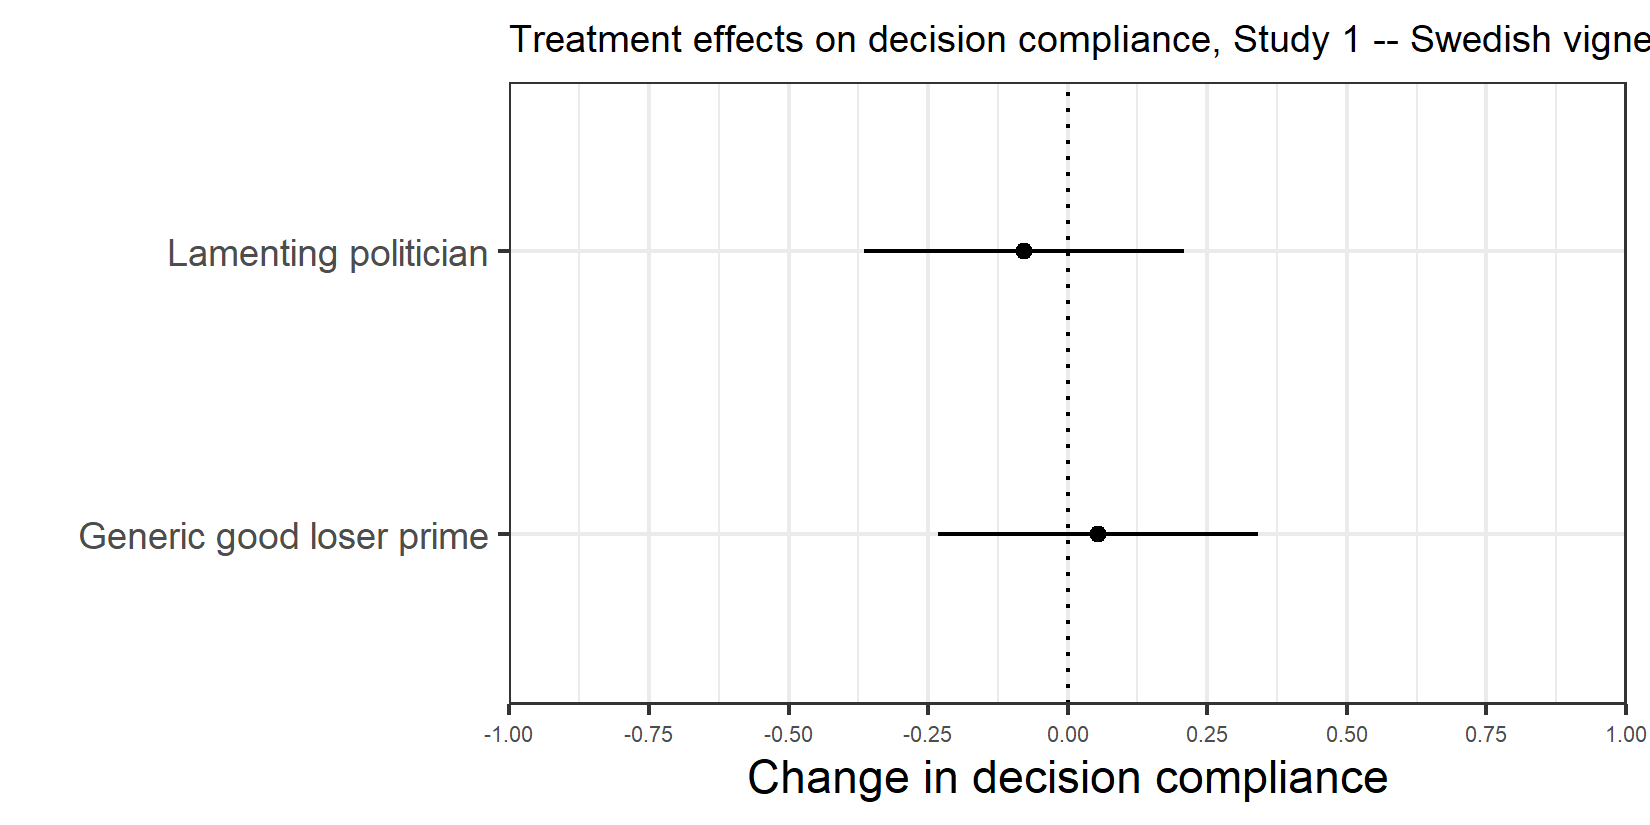 Treatment effects on decision compliance, Study 1 -- Swedish vigne
Lamenting politician
Generic good loser prime
-1.00 -0.75 -0.50 -0.25 0.00 0.25 0.50 0.75 1.00
Change in decision compliance